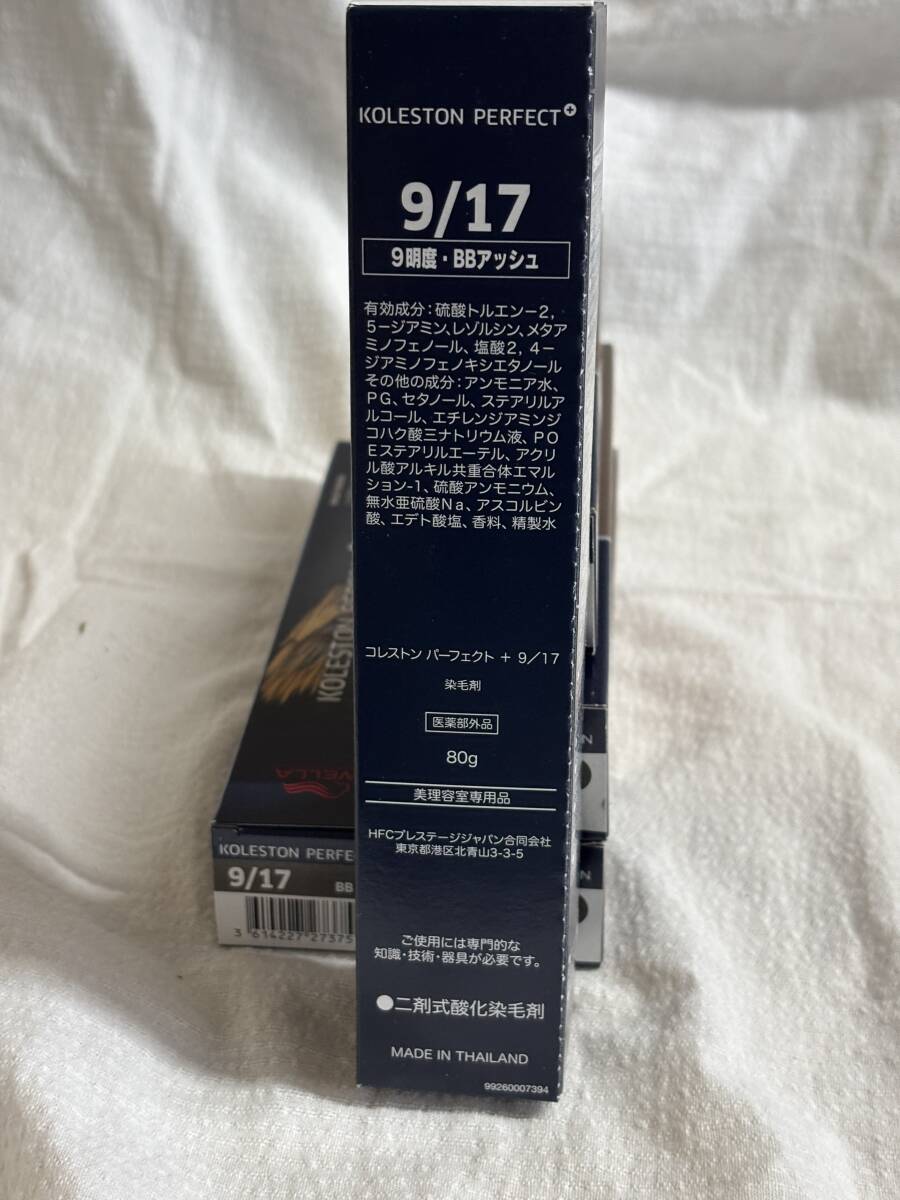 KOLESTON PERFECT+
9/17
9明度・BBアッシュ
有効成分：硫酸トルエン－2,
5－ジアミン、レゾルシン、メタア
ミノフェノール、塩酸2, 4－
ジアミノフェノキシエタノール
その他の成分：アンモニア水、
PG、セタノール、ステアリルア
ルコール、エチレンジアミンジ
コハク酸三ナトリウム液、PO
Eステアリルエーテル、アクリ
ル酸アルキル共重合体エマル
ション-1、硫酸アンモニウム、
無水亜硫酸Na、アスコルビン
酸、エデト酸塩、香料、精製水
コレストン パーフェクト + 9/17
染毛剤
医薬部外品
80g
美理容室専用品
HFCプレステージジャパン合同会社
東京都港区北青山3-3-5
ご使用には専門的な
知識・技術・器具が必要です。
●二剤式酸化染毛剤
MADE IN THAILAND
99260007394
KOLESTON
WELLA
KOLESTON PERFE
9/17
BB
3 614227 27375
N
N